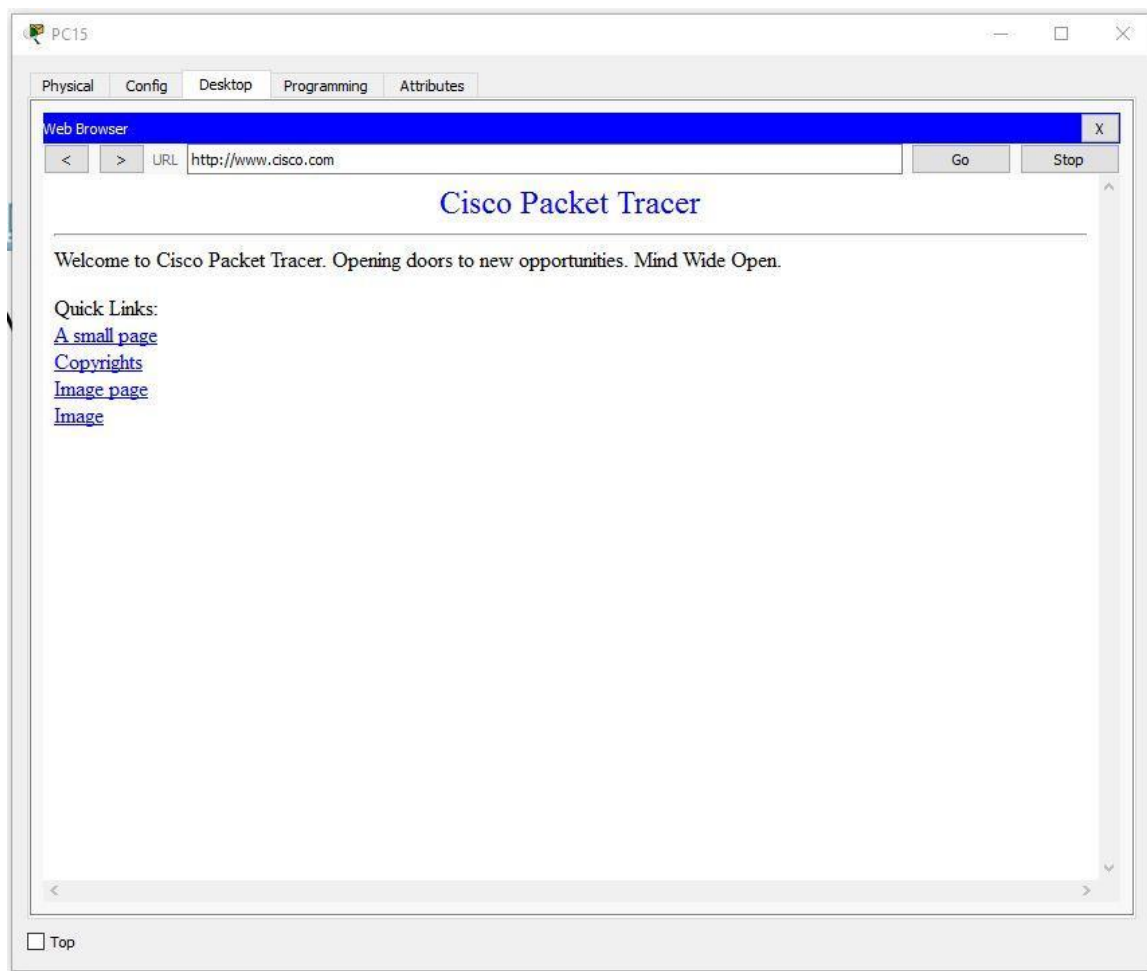 PC15
Physical Config Desktop Programming Attributes
Web Browser X
< > URL http://www.cisco.com Go Stop
Cisco Packet Tracer
Welcome to Cisco Packet Tracer. Opening doors to new opportunities. Mind Wide Open.
Quick Links:
A small page
Copyrights
Image page
Image
Top